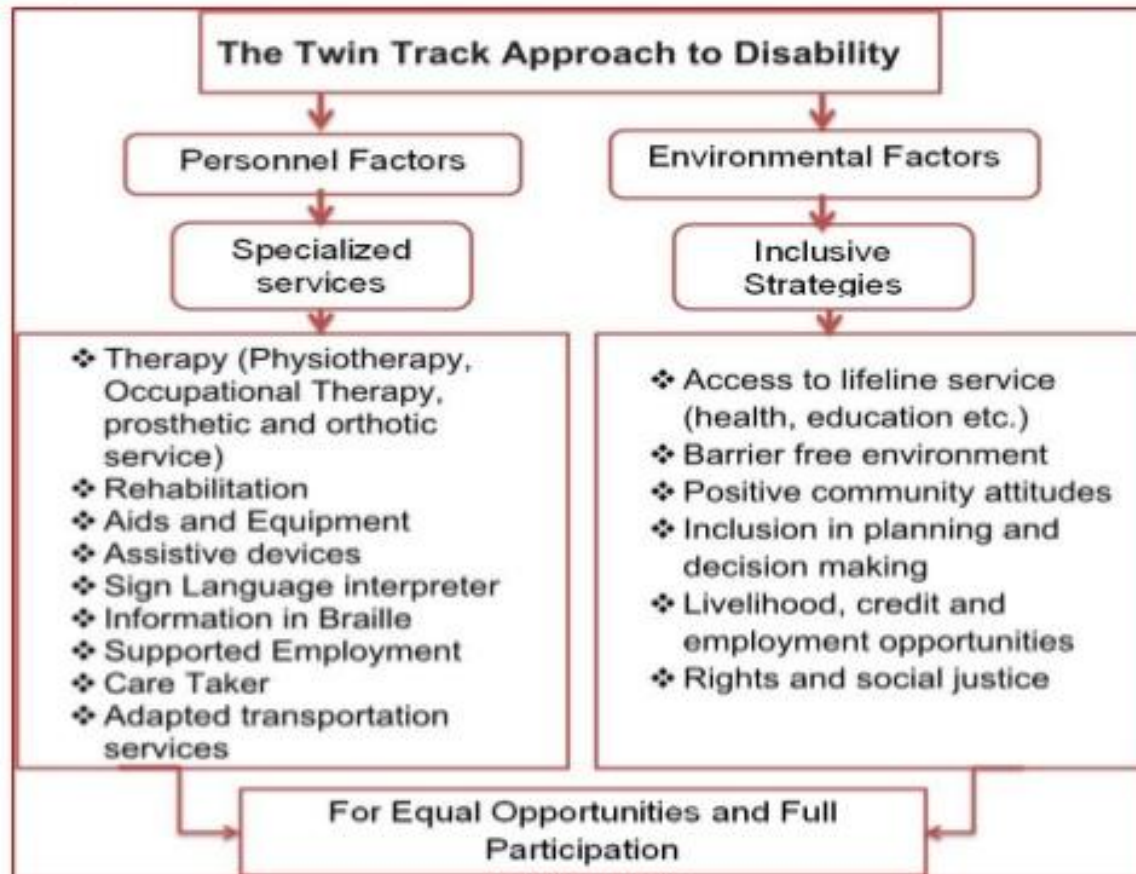 The Twin Track Approach to Disability
Personnel Factors
Environmental Factors
Specialized
services
Inclusive
Strategies
❖ Therapy (Physiotherapy,
Occupational Therapy,
prosthetic and orthotic
service)
❖ Rehabilitation
❖ Aids and Equipment
❖ Assistive devices
❖ Sign Language interpreter
❖ Information in Braille
❖ Supported Employment
❖ Care Taker
❖ Adapted transportation
services
❖ Access to lifeline service
(health, education etc.)
❖ Barrier free environment
❖ Positive community attitudes
❖ Inclusion in planning and
decision making
❖ Livelihood, credit and
employment opportunities
❖ Rights and social justice
For Equal Opportunities and Full
Participation